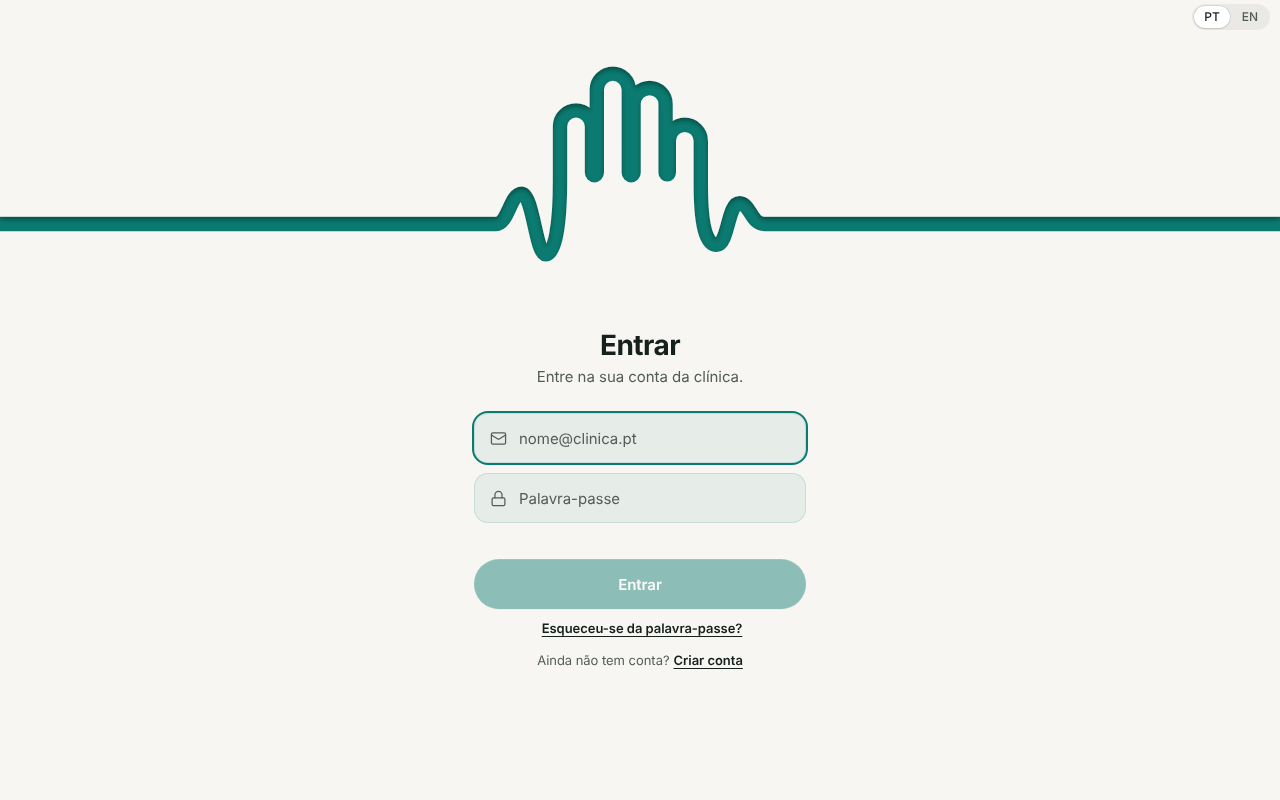 PT EN
Entrar
Entre na sua conta da clínica.
nome@clinica.pt
Palavra-passe
Entrar
Esqueceu-se da palavra-passe?
Ainda não tem conta? Criar conta